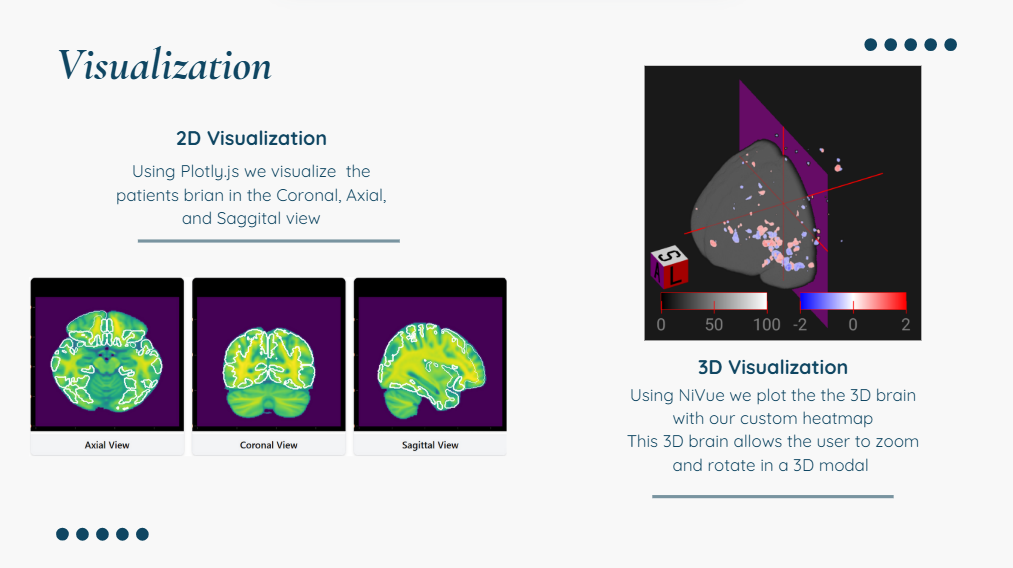 Visualization
2D Visualization
Using Plotly.js we visualize the
patients brian in the Coronal, Axial,
and Saggital view
Axial View
Coronal View
Sagittal View
S
A
L
0 50 100 -2 0 2
3D Visualization
Using NiVue we plot the the 3D brain
with our custom heatmap
This 3D brain allows the user to zoom
and rotate in a 3D modal